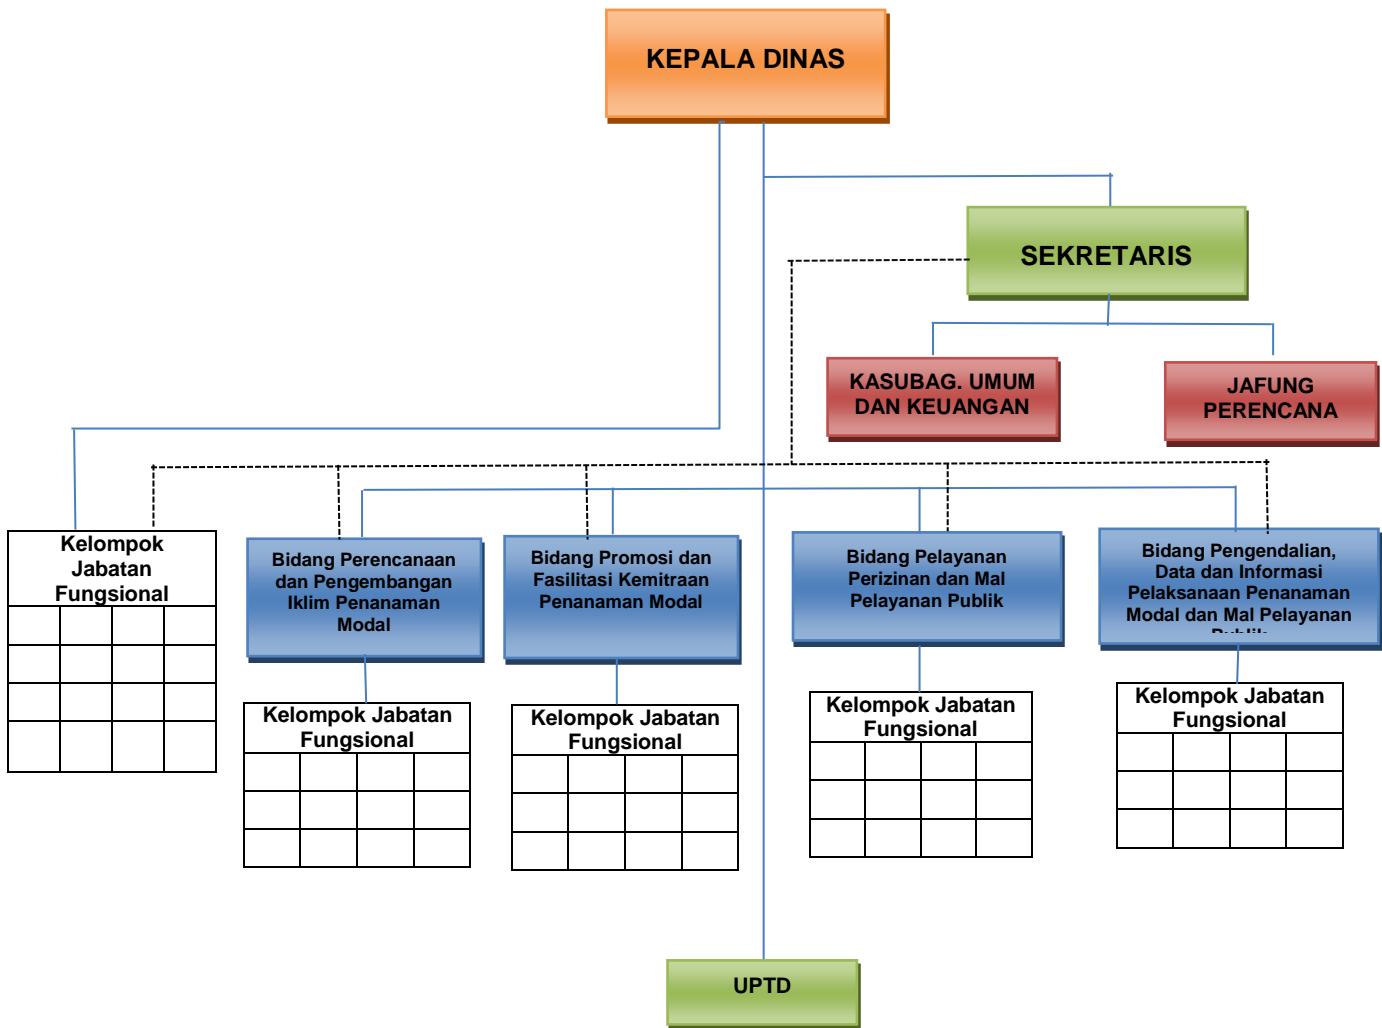 KEPALA DINAS
SEKRETARIS
KASUBAG. UMUM
DAN KEUANGAN
JAFUNG
PERENCANA
Kelompok
Jabatan
Fungsional
Bidang Perencanaan
dan Pengembangan
Iklim Penanaman
Modal
Bidang Promosi dan
Fasilitasi Kemitraan
Penanaman Modal
Bidang Pelayanan
Perizinan dan Mal
Pelayanan Publik
Bidang Pengendalian,
Data dan Informasi
Pelaksanaan Penanaman
Modal dan Mal Pelayanan
Publik
Kelompok Jabatan
Fungsional
Kelompok Jabatan
Fungsional
Kelompok Jabatan
Fungsional
Kelompok Jabatan
Fungsional
UPTD